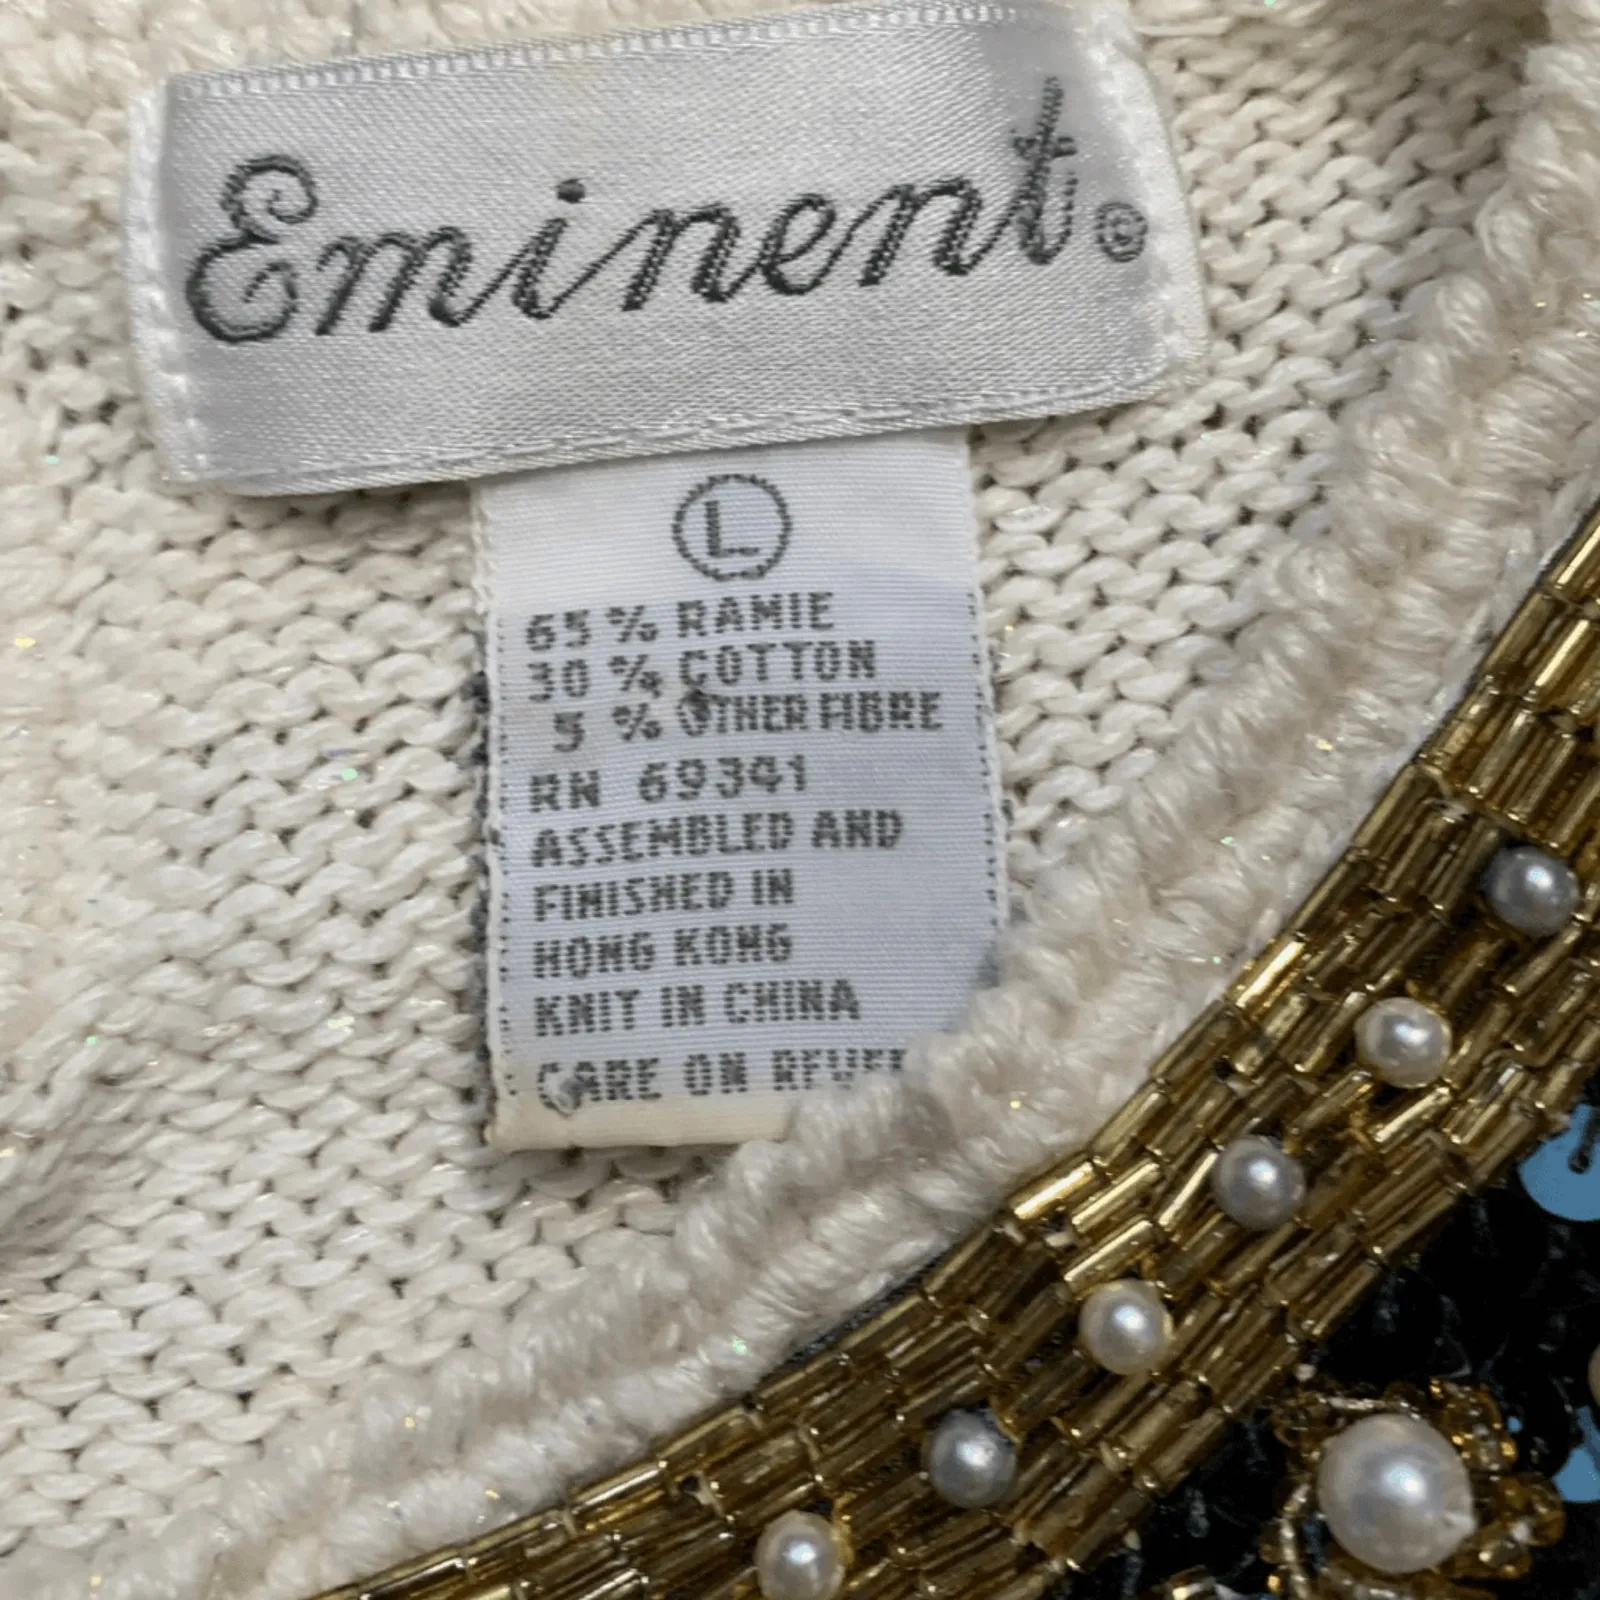 Eminent©
L
65% RAMIE
30% COTTON
5% OTHER FIBRE
RN 69341
ASSEMBLED AND
FINISHED IN
HONG KONG
KNIT IN CHINA
CARE ON